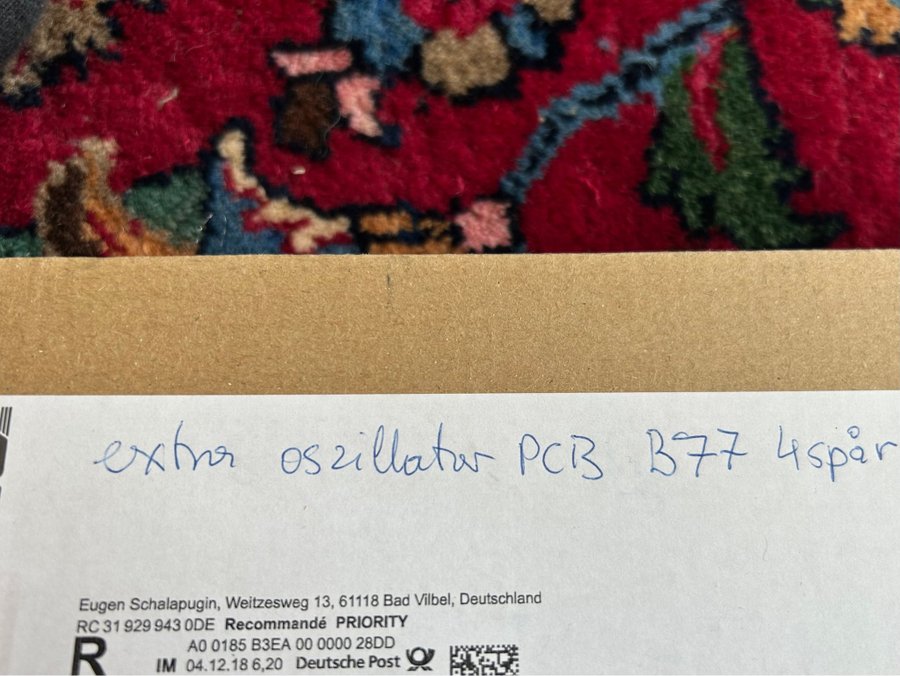 extra oszillator PCB B77 4spår
Eugen Schalapugin, Weitzesweg 13, 61118 Bad Vilbel, Deutschland
RC 31 929 943 0DE Recommandé PRIORITY
A0 0185 B3EA 00 0000 28DD
R IM 04.12.18 6,20 Deutsche Post